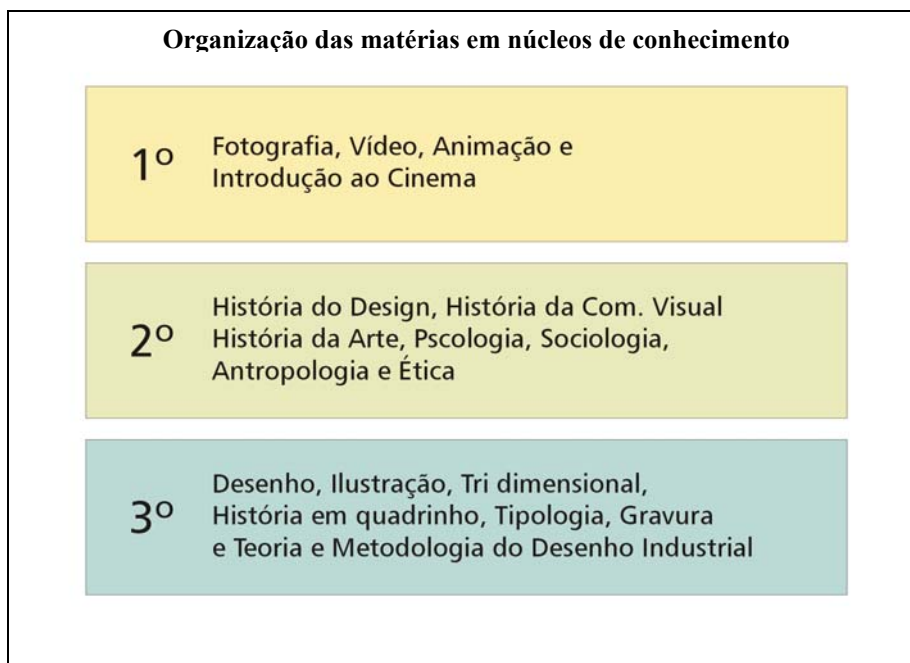 Organização das matérias em núcleos de conhecimento
1º
Fotografia, Vídeo, Animação e
Introdução ao Cinema
2º
História do Design, História da Com. Visual
História da Arte, Pscologia, Sociologia,
Antropologia e Ética
3º
Desenho, Ilustração, Tri dimensional,
História em quadrinho, Tipologia, Gravura
e Teoria e Metodologia do Desenho Industrial